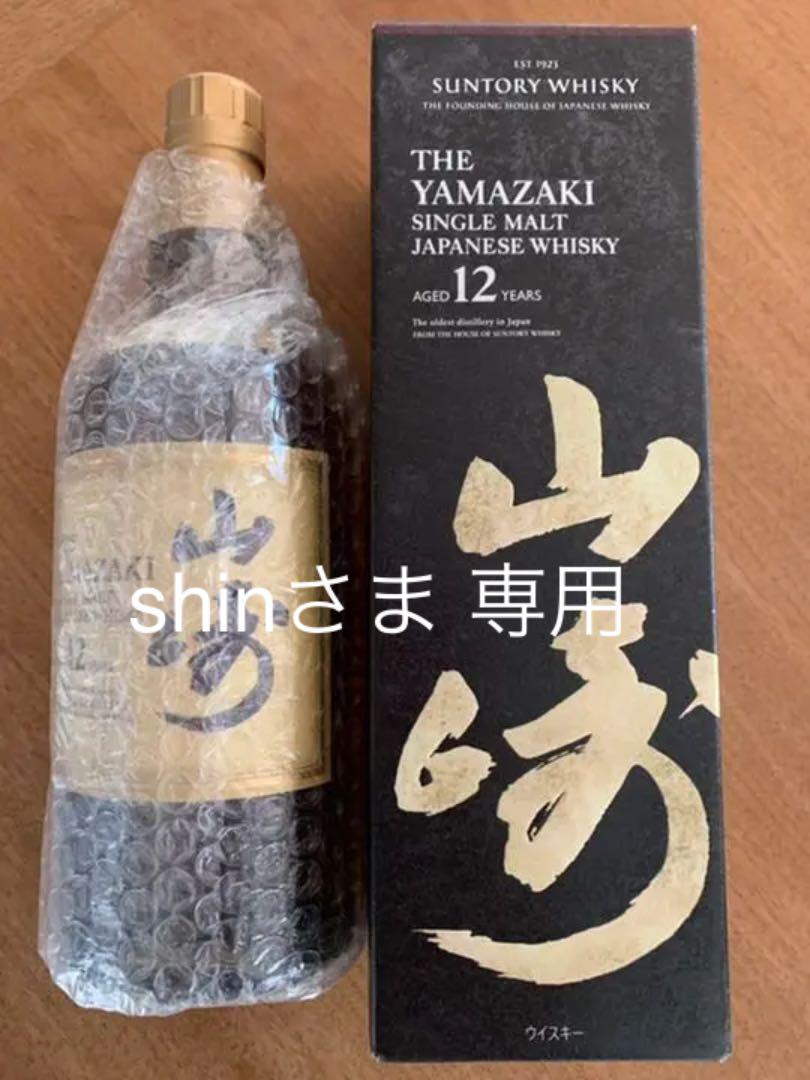 EST 1923
SUNTORY WHISKY
THE FOUNDING HOUSE OF JAPANESE WHISKY
THE
YAMAZAKI
SINGLE MALT
JAPANESE WHISKY
AGED 12 YEARS
The oldest distillery in Japan
FROM THE HOUSE OF SUNTORY WHISKY
山崎
ウイスキー
山崎
YAMAZAKI
12
shinさま 専用